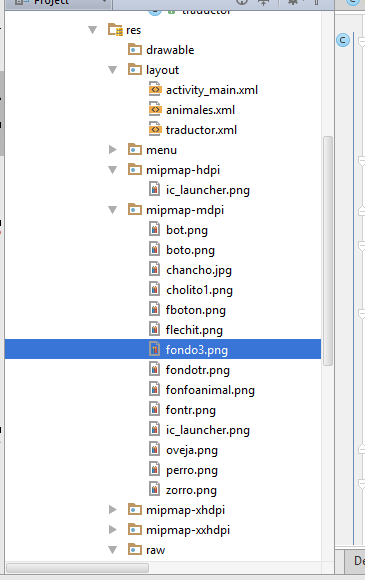 Project
traductor
res
drawable
layout
activity_main.xml
animales.xml
traductor.xml
menu
mipmap-hdpi
ic_launcher.png
mipmap-mdpi
bot.png
boto.png
chancho.jpg
cholito1.png
fboton.png
flechit.png
fondo3.png
fondotr.png
fonfoanimal.png
fontr.png
ic_launcher.png
oveja.png
perro.png
zorro.png
mipmap-xhdpi
mipmap-xxhdpi
raw
De